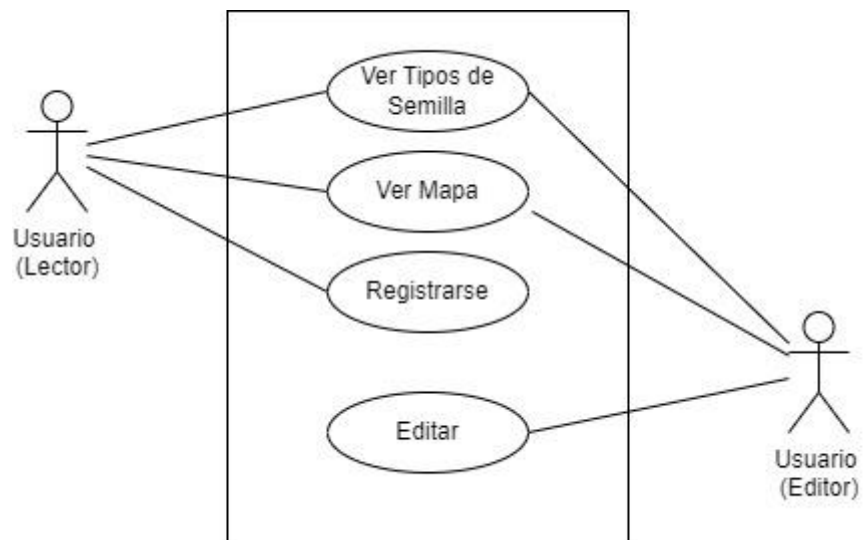 Ver Tipos de
Semilla
Ver Mapa
Usuario
(Lector)
Registrarse
Editar
Usuario
(Editor)